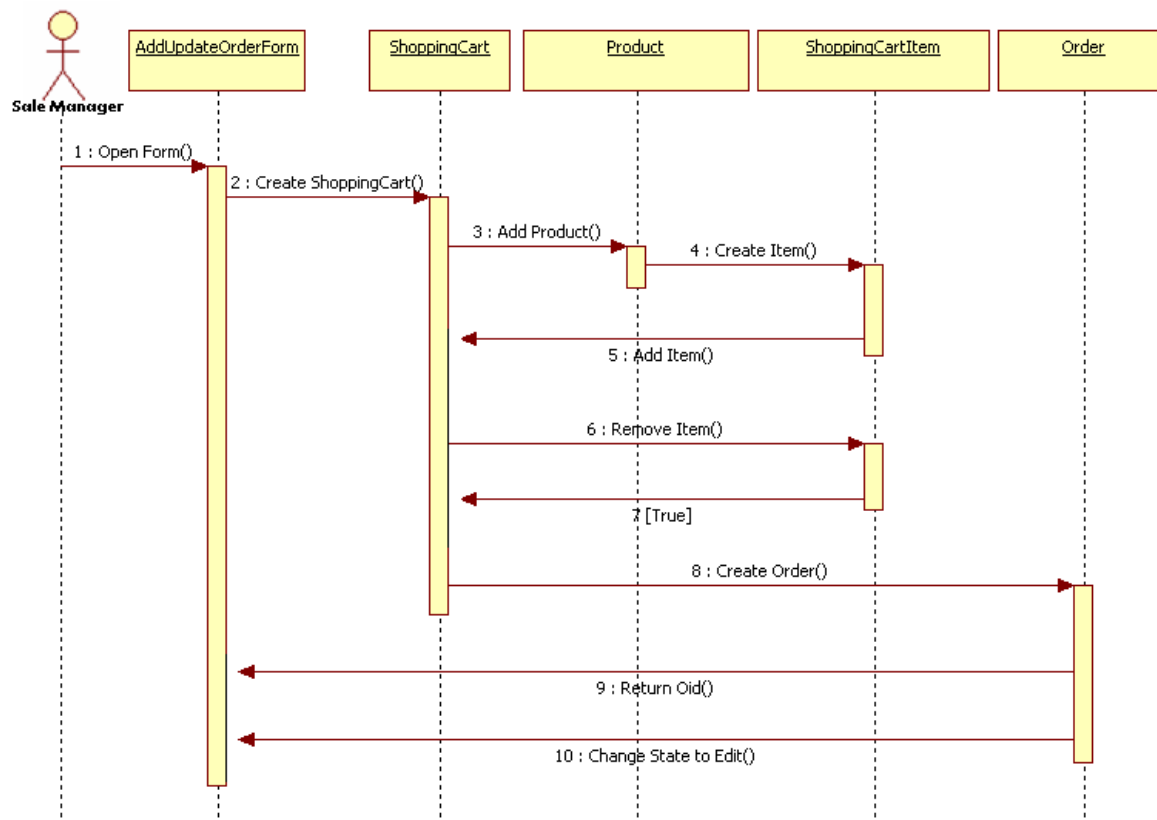 AddUpdateOrderForm
ShoppingCart
Product
ShoppingCartItem
Order
Sale Manager
1 : Open Form()
2 : Create ShoppingCart()
3 : Add Product()
4 : Create Item()
5 : Add Item()
6 : Remove Item()
7 [True]
8 : Create Order()
9 : Return Oid()
10 : Change State to Edit()